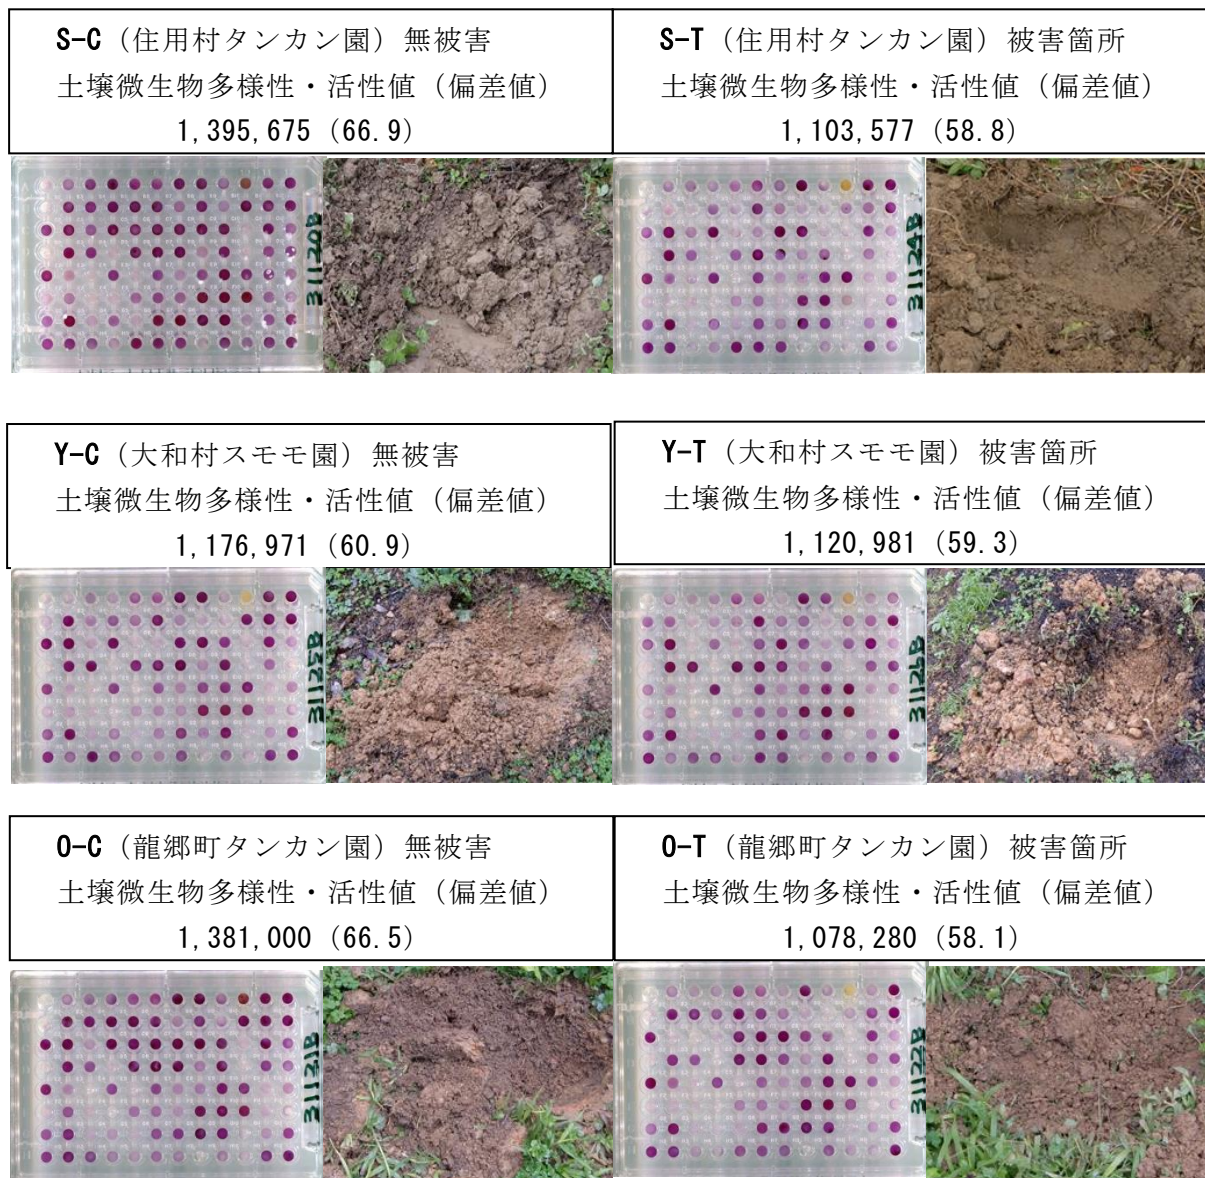 S-C（住用村タンカン園）無被害
土壌微生物多様性・活性値（偏差値）
1,395,675（66.9）
S-T（住用村タンカン園）被害箇所
土壌微生物多様性・活性値（偏差値）
1,103,577（58.8）
31120B
31124B
Y-C（大和村スモモ園）無被害
土壌微生物多様性・活性値（偏差値）
1,176,971（60.9）
Y-T（大和村スモモ園）被害箇所
土壌微生物多様性・活性値（偏差値）
1,120,981（59.3）
31125B
31126B
O-C（龍郷町タンカン園）無被害
土壌微生物多様性・活性値（偏差値）
1,381,000（66.5）
O-T（龍郷町タンカン園）被害箇所
土壌微生物多様性・活性値（偏差値）
1,078,280（58.1）
31121B
31122B